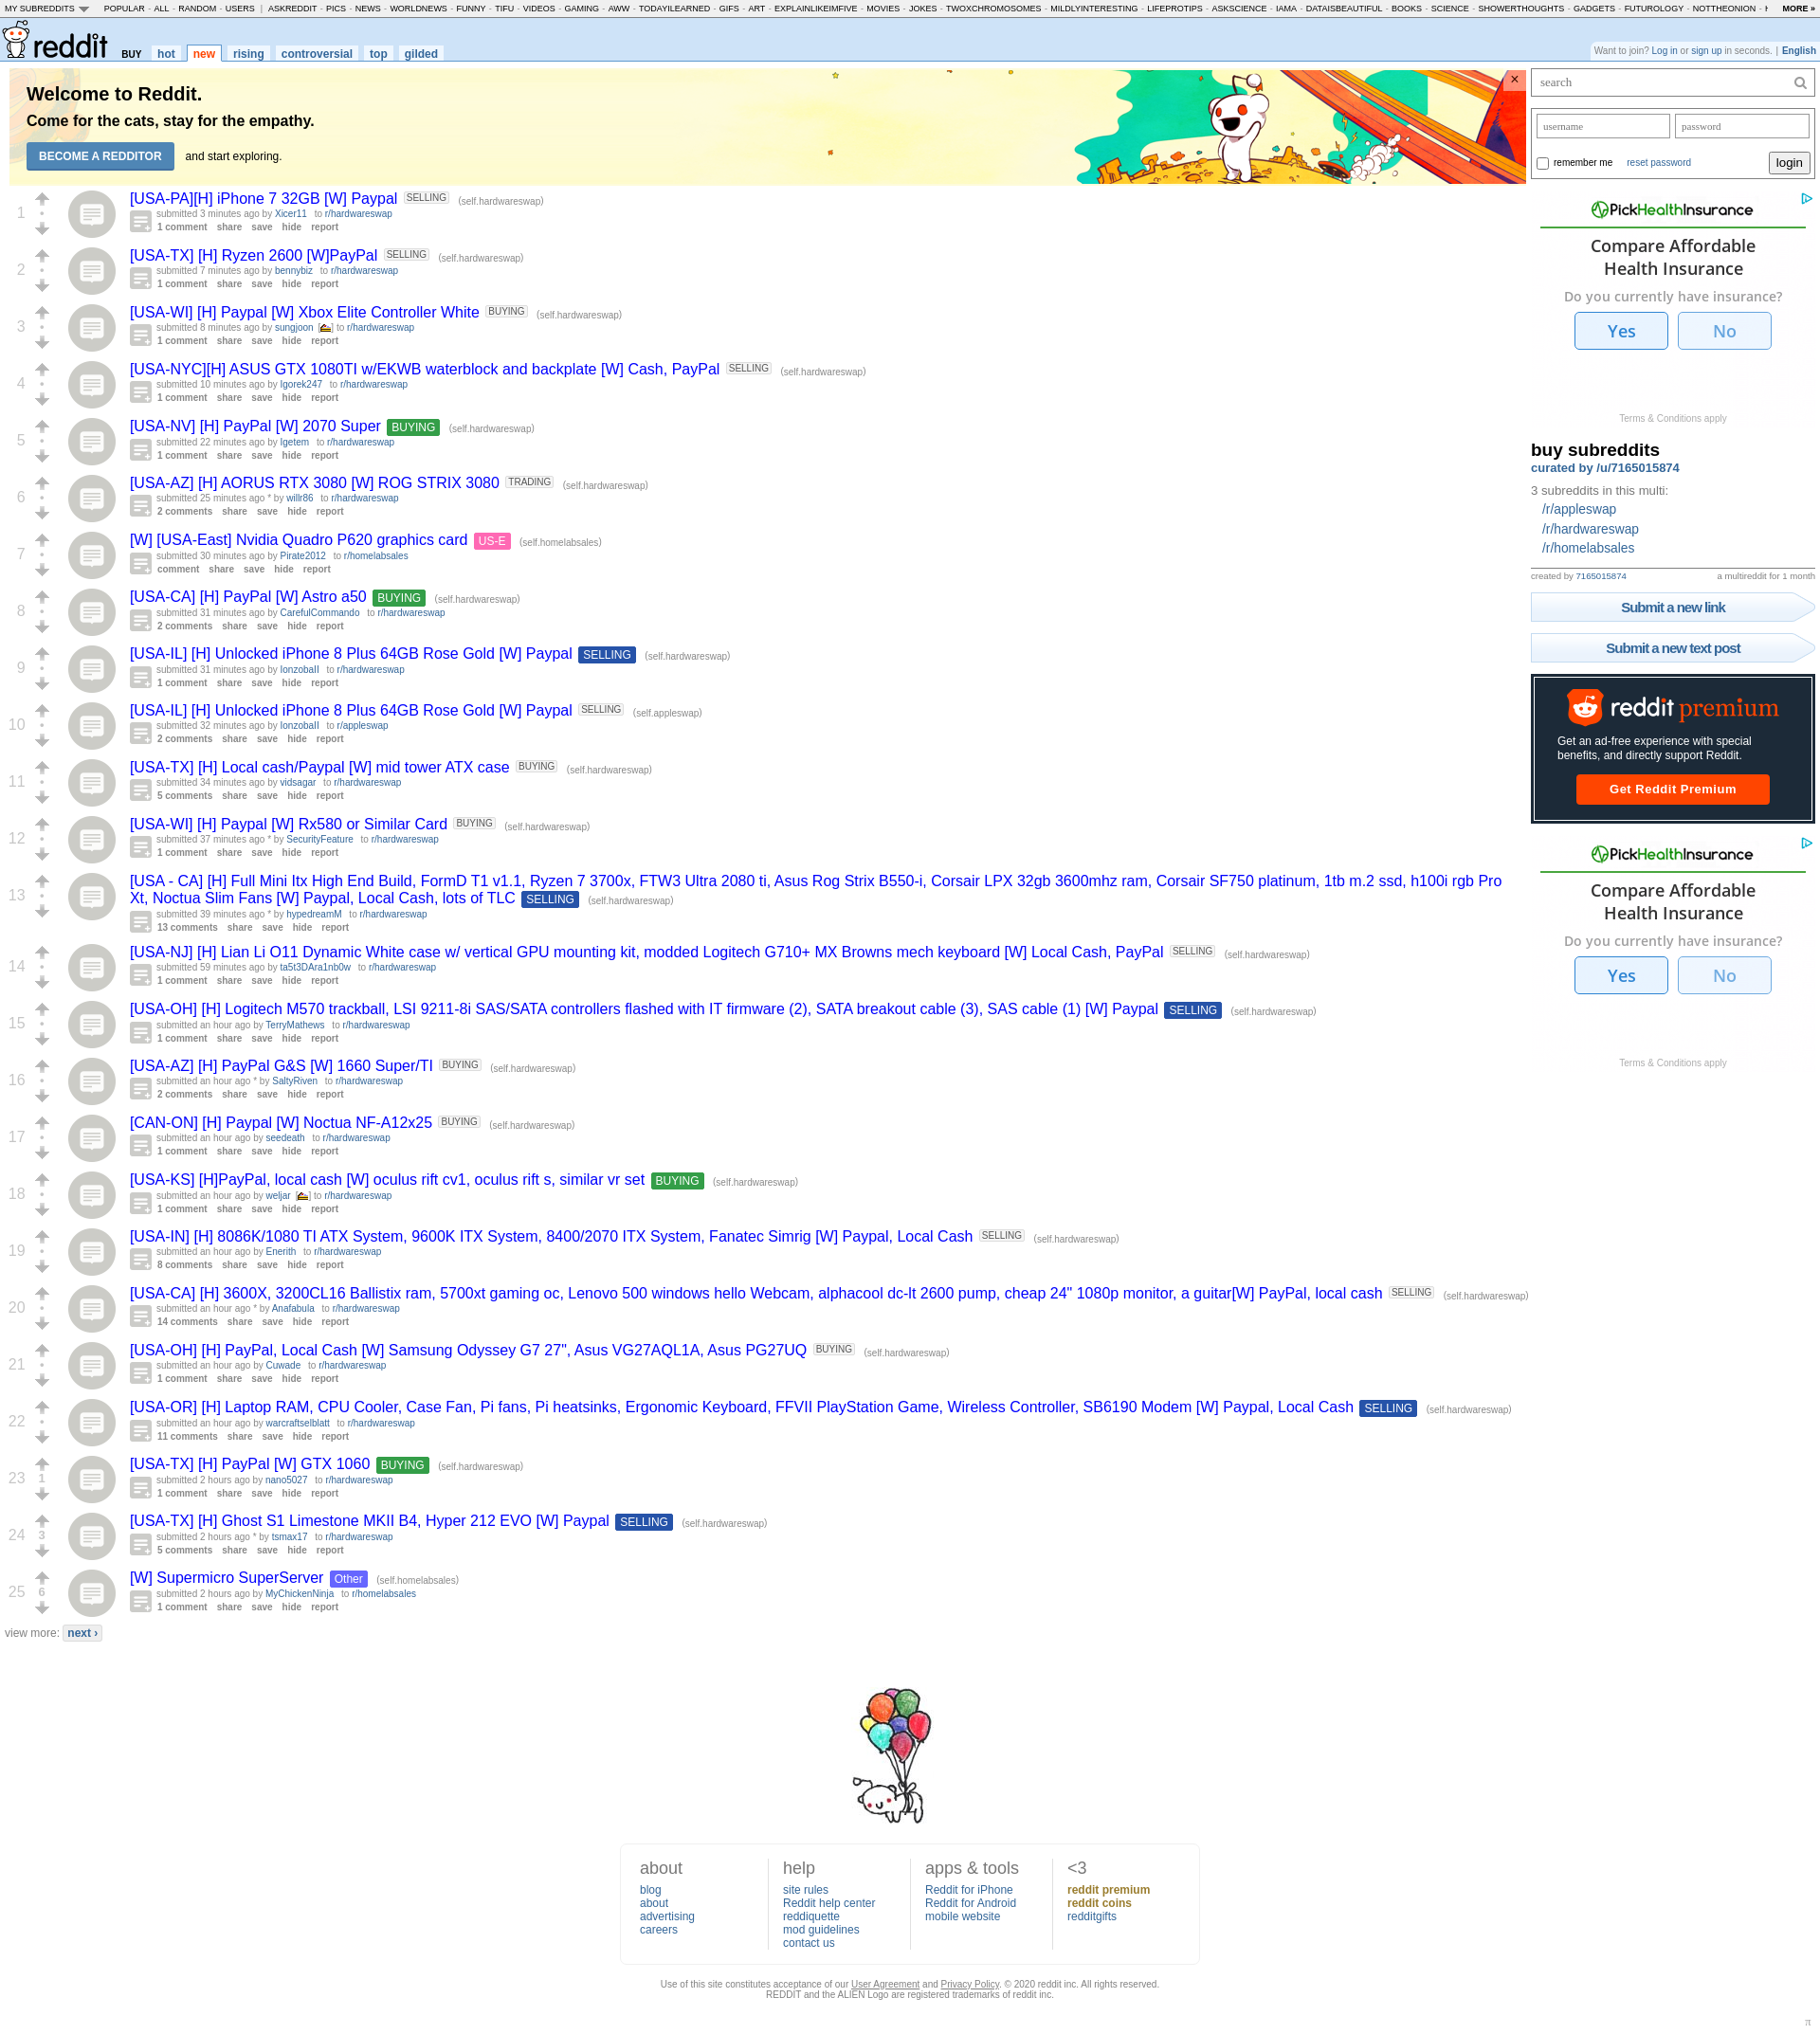 MY SUBREDDITS POPULAR - ALL - RANDOM - USERS | ASKREDDIT - PICS - NEWS - WORLDNEWS - FUNNY - TIFU - VIDEOS - GAMING - AWW - TODAYILEARNED - GIFS - ART - EXPLAINLIKEIMFIVE - MOVIES - JOKES - TWOXCHROMOSOMES - MILDLYINTERESTING - LIFEPROTIPS - ASKSCIENCE - IAMA - DATAISBEAUTIFUL - BOOKS - SCIENCE - SHOWERTHOUGHTS - GADGETS - FUTUROLOGY - NOTTHEONION - MORE »
reddit BUY hot new rising controversial top gilded
Want to join? Log in or sign up in seconds. | English
Welcome to Reddit.
Come for the cats, stay for the empathy.
BECOME A REDDITOR and start exploring.
×
1 [USA-PA][H] iPhone 7 32GB [W] Paypal SELLING (self.hardwareswap)
submitted 3 minutes ago by Xicer11 to r/hardwareswap
1 comment share save hide report
2 [USA-TX] [H] Ryzen 2600 [W]PayPal SELLING (self.hardwareswap)
submitted 7 minutes ago by bennybiz to r/hardwareswap
1 comment share save hide report
3 [USA-WI] [H] Paypal [W] Xbox Elite Controller White BUYING (self.hardwareswap)
submitted 8 minutes ago by sungjoon [] to r/hardwareswap
1 comment share save hide report
4 [USA-NYC][H] ASUS GTX 1080TI w/EKWB waterblock and backplate [W] Cash, PayPal SELLING (self.hardwareswap)
submitted 10 minutes ago by Igorek247 to r/hardwareswap
1 comment share save hide report
5 [USA-NV] [H] PayPal [W] 2070 Super BUYING (self.hardwareswap)
submitted 22 minutes ago by Igetem to r/hardwareswap
1 comment share save hide report
6 [USA-AZ] [H] AORUS RTX 3080 [W] ROG STRIX 3080 TRADING (self.hardwareswap)
submitted 25 minutes ago * by willr86 to r/hardwareswap
2 comments share save hide report
7 [W] [USA-East] Nvidia Quadro P620 graphics card US-E (self.homelabsales)
submitted 30 minutes ago by Pirate2012 to r/homelabsales
comment share save hide report
8 [USA-CA] [H] PayPal [W] Astro a50 BUYING (self.hardwareswap)
submitted 31 minutes ago by CarefulCommando to r/hardwareswap
2 comments share save hide report
9 [USA-IL] [H] Unlocked iPhone 8 Plus 64GB Rose Gold [W] Paypal SELLING (self.hardwareswap)
submitted 31 minutes ago by IonzobaII to r/hardwareswap
1 comment share save hide report
10 [USA-IL] [H] Unlocked iPhone 8 Plus 64GB Rose Gold [W] Paypal SELLING (self.appleswap)
submitted 32 minutes ago by IonzobaII to r/appleswap
2 comments share save hide report
11 [USA-TX] [H] Local cash/Paypal [W] mid tower ATX case BUYING (self.hardwareswap)
submitted 34 minutes ago by vidsagar to r/hardwareswap
5 comments share save hide report
12 [USA-WI] [H] Paypal [W] Rx580 or Similar Card BUYING (self.hardwareswap)
submitted 37 minutes ago * by SecurityFeature to r/hardwareswap
1 comment share save hide report
13 [USA - CA] [H] Full Mini Itx High End Build, FormD T1 v1.1, Ryzen 7 3700x, FTW3 Ultra 2080 ti, Asus Rog Strix B550-i, Corsair LPX 32gb 3600mhz ram, Corsair SF750 platinum, 1tb m.2 ssd, h100i rgb Pro
Xt, Noctua Slim Fans [W] Paypal, Local Cash, lots of TLC SELLING (self.hardwareswap)
submitted 39 minutes ago * by hypedreamM to r/hardwareswap
13 comments share save hide report
14 [USA-NJ] [H] Lian Li O11 Dynamic White case w/ vertical GPU mounting kit, modded Logitech G710+ MX Browns mech keyboard [W] Local Cash, PayPal SELLING (self.hardwareswap)
submitted 59 minutes ago by ta5t3DAra1nb0w to r/hardwareswap
1 comment share save hide report
15 [USA-OH] [H] Logitech M570 trackball, LSI 9211-8i SAS/SATA controllers flashed with IT firmware (2), SATA breakout cable (3), SAS cable (1) [W] Paypal SELLING (self.hardwareswap)
submitted an hour ago by TerryMathews to r/hardwareswap
1 comment share save hide report
16 [USA-AZ] [H] PayPal G&S [W] 1660 Super/TI BUYING (self.hardwareswap)
submitted an hour ago * by SaltyRiven to r/hardwareswap
2 comments share save hide report
17 [CAN-ON] [H] Paypal [W] Noctua NF-A12x25 BUYING (self.hardwareswap)
submitted an hour ago by seedeath to r/hardwareswap
1 comment share save hide report
18 [USA-KS] [H]PayPal, local cash [W] oculus rift cv1, oculus rift s, similar vr set BUYING (self.hardwareswap)
submitted an hour ago by weljar [] to r/hardwareswap
1 comment share save hide report
19 [USA-IN] [H] 8086K/1080 TI ATX System, 9600K ITX System, 8400/2070 ITX System, Fanatec Simrig [W] Paypal, Local Cash SELLING (self.hardwareswap)
submitted an hour ago by Enerith to r/hardwareswap
8 comments share save hide report
20 [USA-CA] [H] 3600X, 3200CL16 Ballistix ram, 5700xt gaming oc, Lenovo 500 windows hello Webcam, alphacool dc-lt 2600 pump, cheap 24" 1080p monitor, a guitar[W] PayPal, local cash SELLING (self.hardwareswap)
submitted an hour ago * by Anafabula to r/hardwareswap
14 comments share save hide report
21 [USA-OH] [H] PayPal, Local Cash [W] Samsung Odyssey G7 27", Asus VG27AQL1A, Asus PG27UQ BUYING (self.hardwareswap)
submitted an hour ago by Cuwade to r/hardwareswap
1 comment share save hide report
22 [USA-OR] [H] Laptop RAM, CPU Cooler, Case Fan, Pi fans, Pi heatsinks, Ergonomic Keyboard, FFVII PlayStation Game, Wireless Controller, SB6190 Modem [W] Paypal, Local Cash SELLING (self.hardwareswap)
submitted an hour ago by warcraftselblatt to r/hardwareswap
11 comments share save hide report
23 1 [USA-TX] [H] PayPal [W] GTX 1060 BUYING (self.hardwareswap)
submitted 2 hours ago by nano5027 to r/hardwareswap
1 comment share save hide report
24 3 [USA-TX] [H] Ghost S1 Limestone MKII B4, Hyper 212 EVO [W] Paypal SELLING (self.hardwareswap)
submitted 2 hours ago * by tsmax17 to r/hardwareswap
5 comments share save hide report
25 6 [W] Supermicro SuperServer Other (self.homelabsales)
submitted 2 hours ago by MyChickenNinja to r/homelabsales
1 comment share save hide report
view more: next ›
search
username password
remember me reset password login
PickHealthInsurance
Compare Affordable
Health Insurance
Do you currently have insurance?
Yes No
Terms & Conditions apply
buy subreddits
curated by /u/7165015874
3 subreddits in this multi:
/r/appleswap
/r/hardwareswap
/r/homelabsales
created by 7165015874 a multireddit for 1 month
Submit a new link
Submit a new text post
reddit premium
Get an ad-free experience with special
benefits, and directly support Reddit.
Get Reddit Premium
PickHealthInsurance
Compare Affordable
Health Insurance
Do you currently have insurance?
Yes No
Terms & Conditions apply
about
blog
about
advertising
careers
help
site rules
Reddit help center
reddiquette
mod guidelines
contact us
apps & tools
Reddit for iPhone
Reddit for Android
mobile website
<3
reddit premium
reddit coins
redditgifts
Use of this site constitutes acceptance of our User Agreement and Privacy Policy. © 2020 reddit inc. All rights reserved.
REDDIT and the ALIEN Logo are registered trademarks of reddit inc.
π